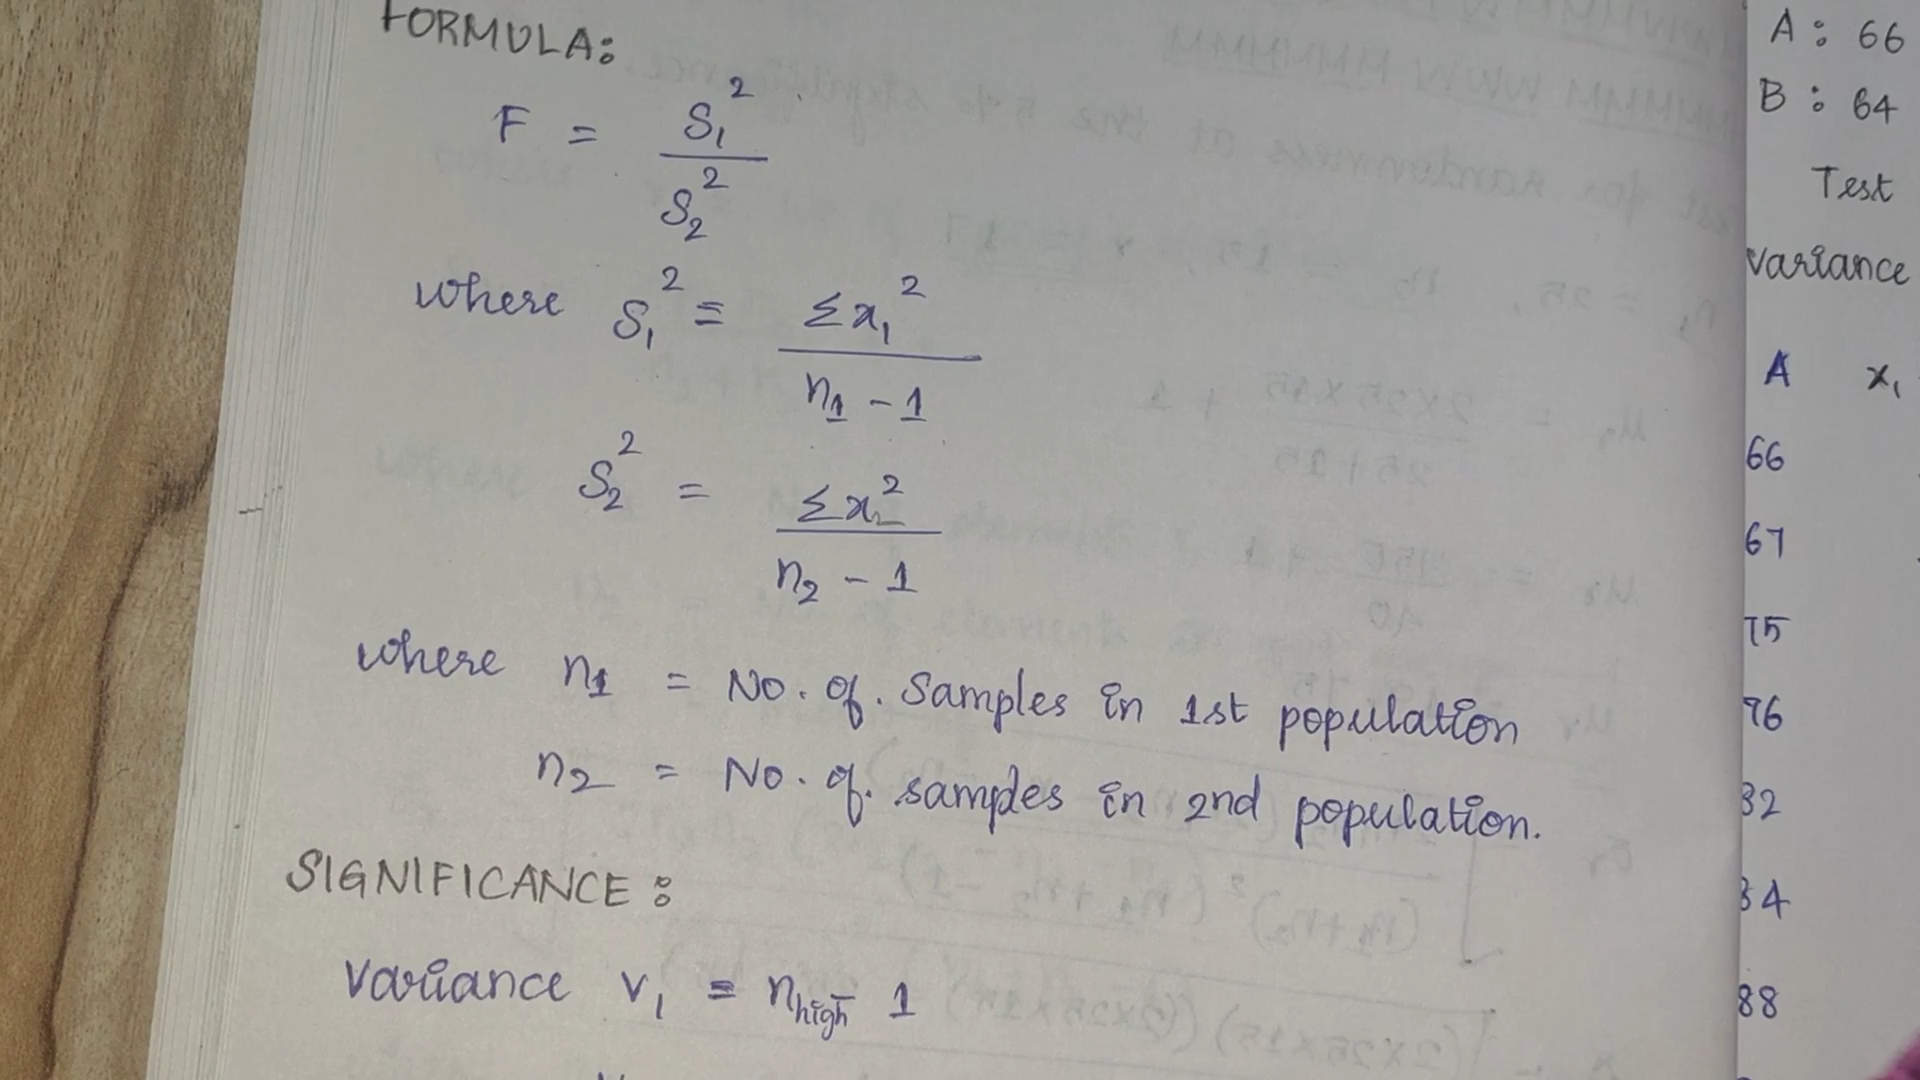 FORMULA:
F = S₁² / S₂²
where S₁² = Σx₁² / n₁ - 1
S₂² = Σx₂² / n₂ - 1
where n₁ = No. of. Samples in 1st population
n₂ = No. of. samples in 2nd population.
SIGNIFICANCE :
Variance v₁ = n_high - 1
A : 66
B : 64
Test
variance
A x₁
66
67
75
76
82
84
88